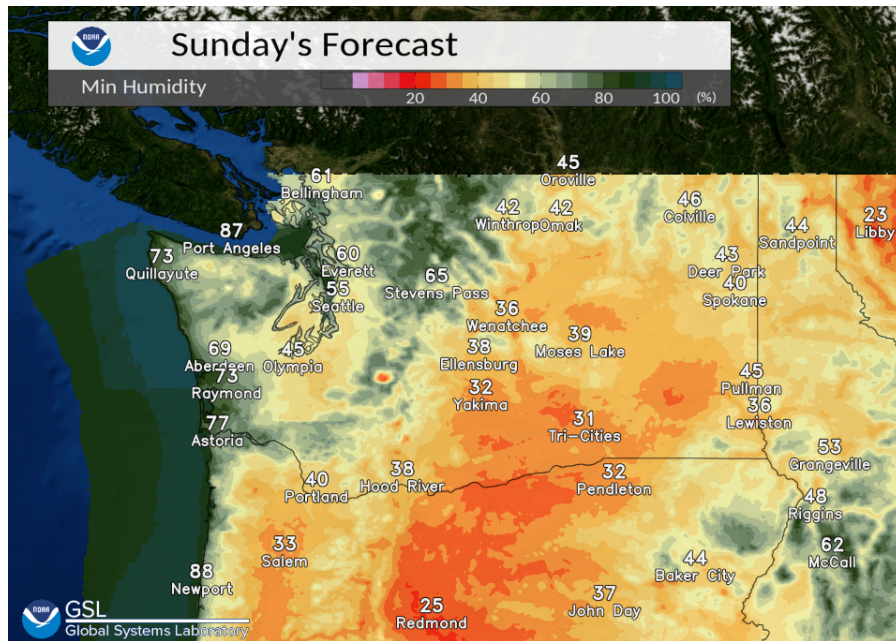 NOAA
Sunday's Forecast
Min Humidity
20 40 60 80 100 (%)
61
Bellingham
45
Oroville
87
Port Angeles
73
Quillayute
60
Everett
55
Seattle
42
Winthrop
42
Omak
46
Colville
44
Sandpoint
23
Libby
65
Stevens Pass
43
Deer Park
40
Spokane
36
Wenatchee
39
Moses Lake
38
Ellensburg
69
Aberdeen
45
Olympia
73
Raymond
32
Yakima
45
Pullman
36
Lewiston
77
Astoria
31
Tri-Cities
53
Grangeville
40
Portland
38
Hood River
32
Pendleton
48
Riggins
33
Salem
44
Baker City
62
McCall
88
Newport
25
Redmond
37
John Day
NOAA
GSL
Global Systems Laboratory